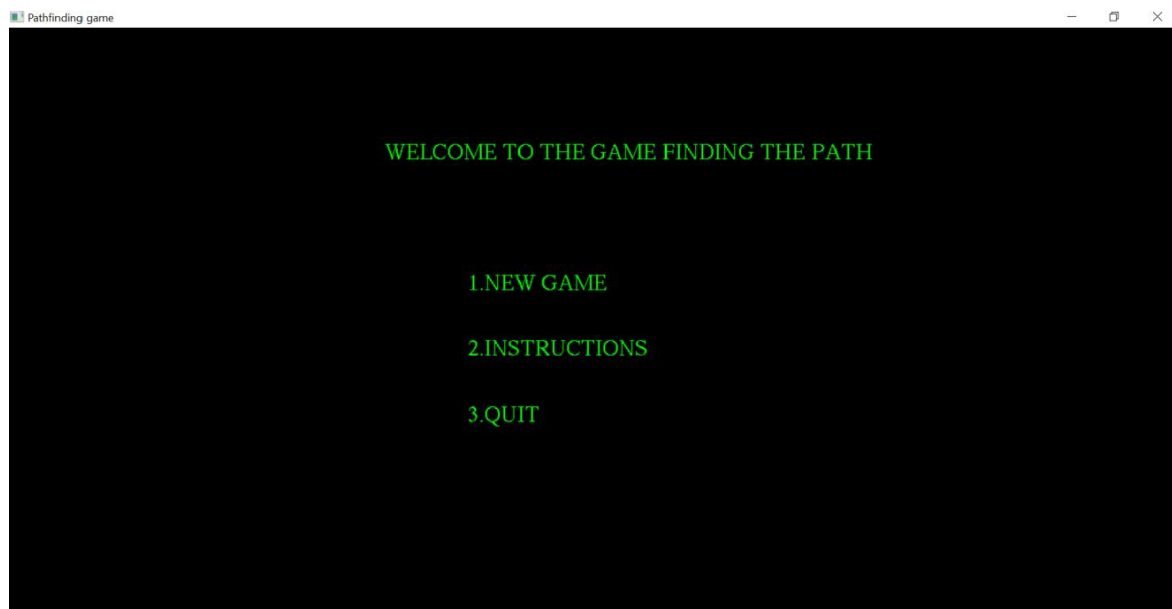 Pathfinding game
WELCOME TO THE GAME FINDING THE PATH
1.NEW GAME
2.INSTRUCTIONS
3.QUIT